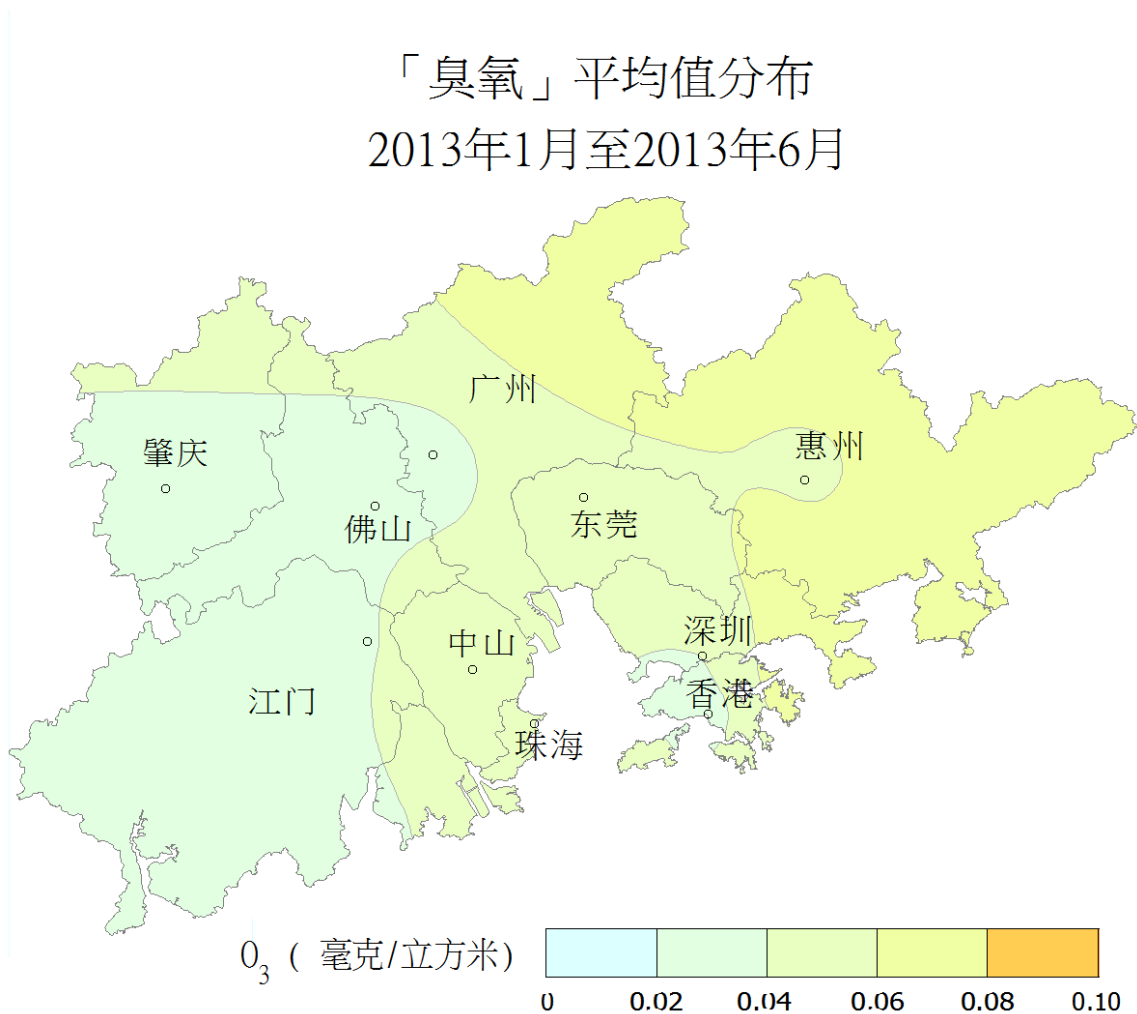 「臭氧」平均值分布
2013年1月至2013年6月
广州
肇庆
惠州
佛山
东莞
中山
深圳
江门
香港
珠海
O3 ( 毫克/立方米)
0 0.02 0.04 0.06 0.08 0.10